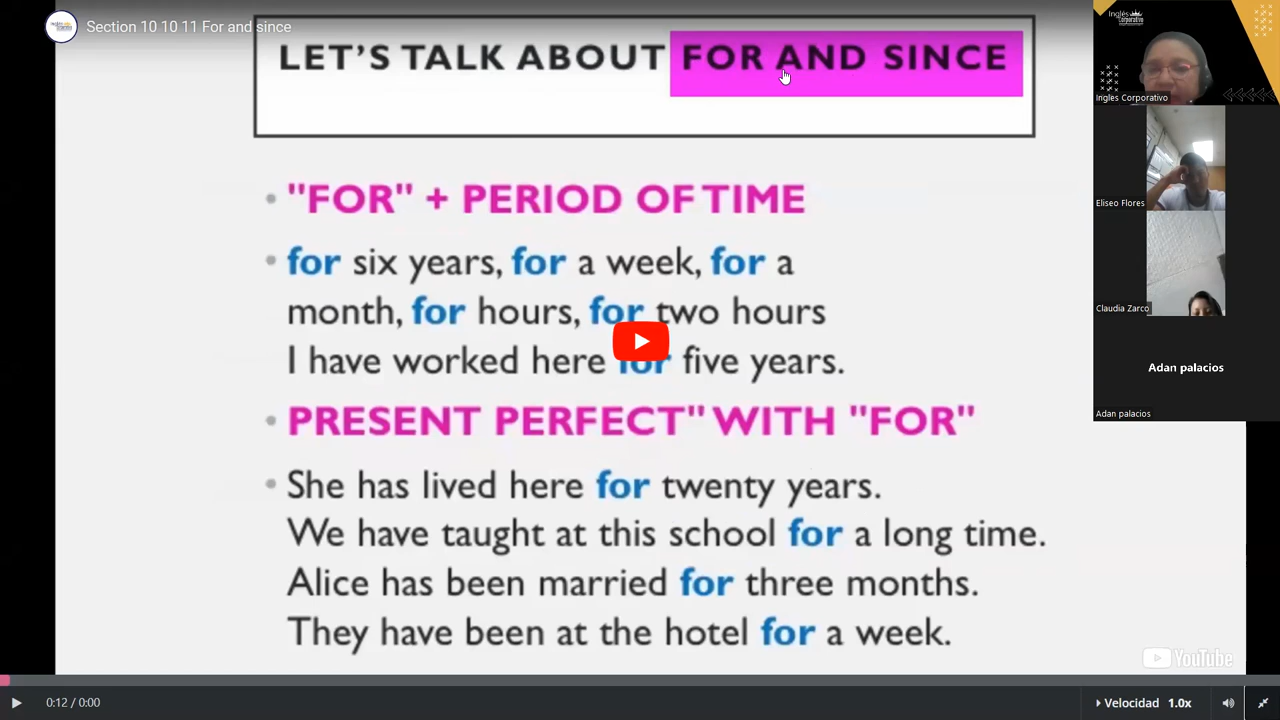 Section 10 10 11 For and since
LET'S TALK ABOUT FOR AND SINCE
"FOR" + PERIOD OF TIME
for six years, for a week, for a
month, for hours, for two hours
I have worked here for five years.
PRESENT PERFECT" WITH "FOR"
She has lived here for twenty years.
We have taught at this school for a long time.
Alice has been married for three months.
They have been at the hotel for a week.
Inglés
Corporativo
Ingles Corporativo
Eliseo Flores
Claudia Zarco
Adan palacios
Adan palacios
YouTube
0:12 / 0:00
Velocidad 1.0x